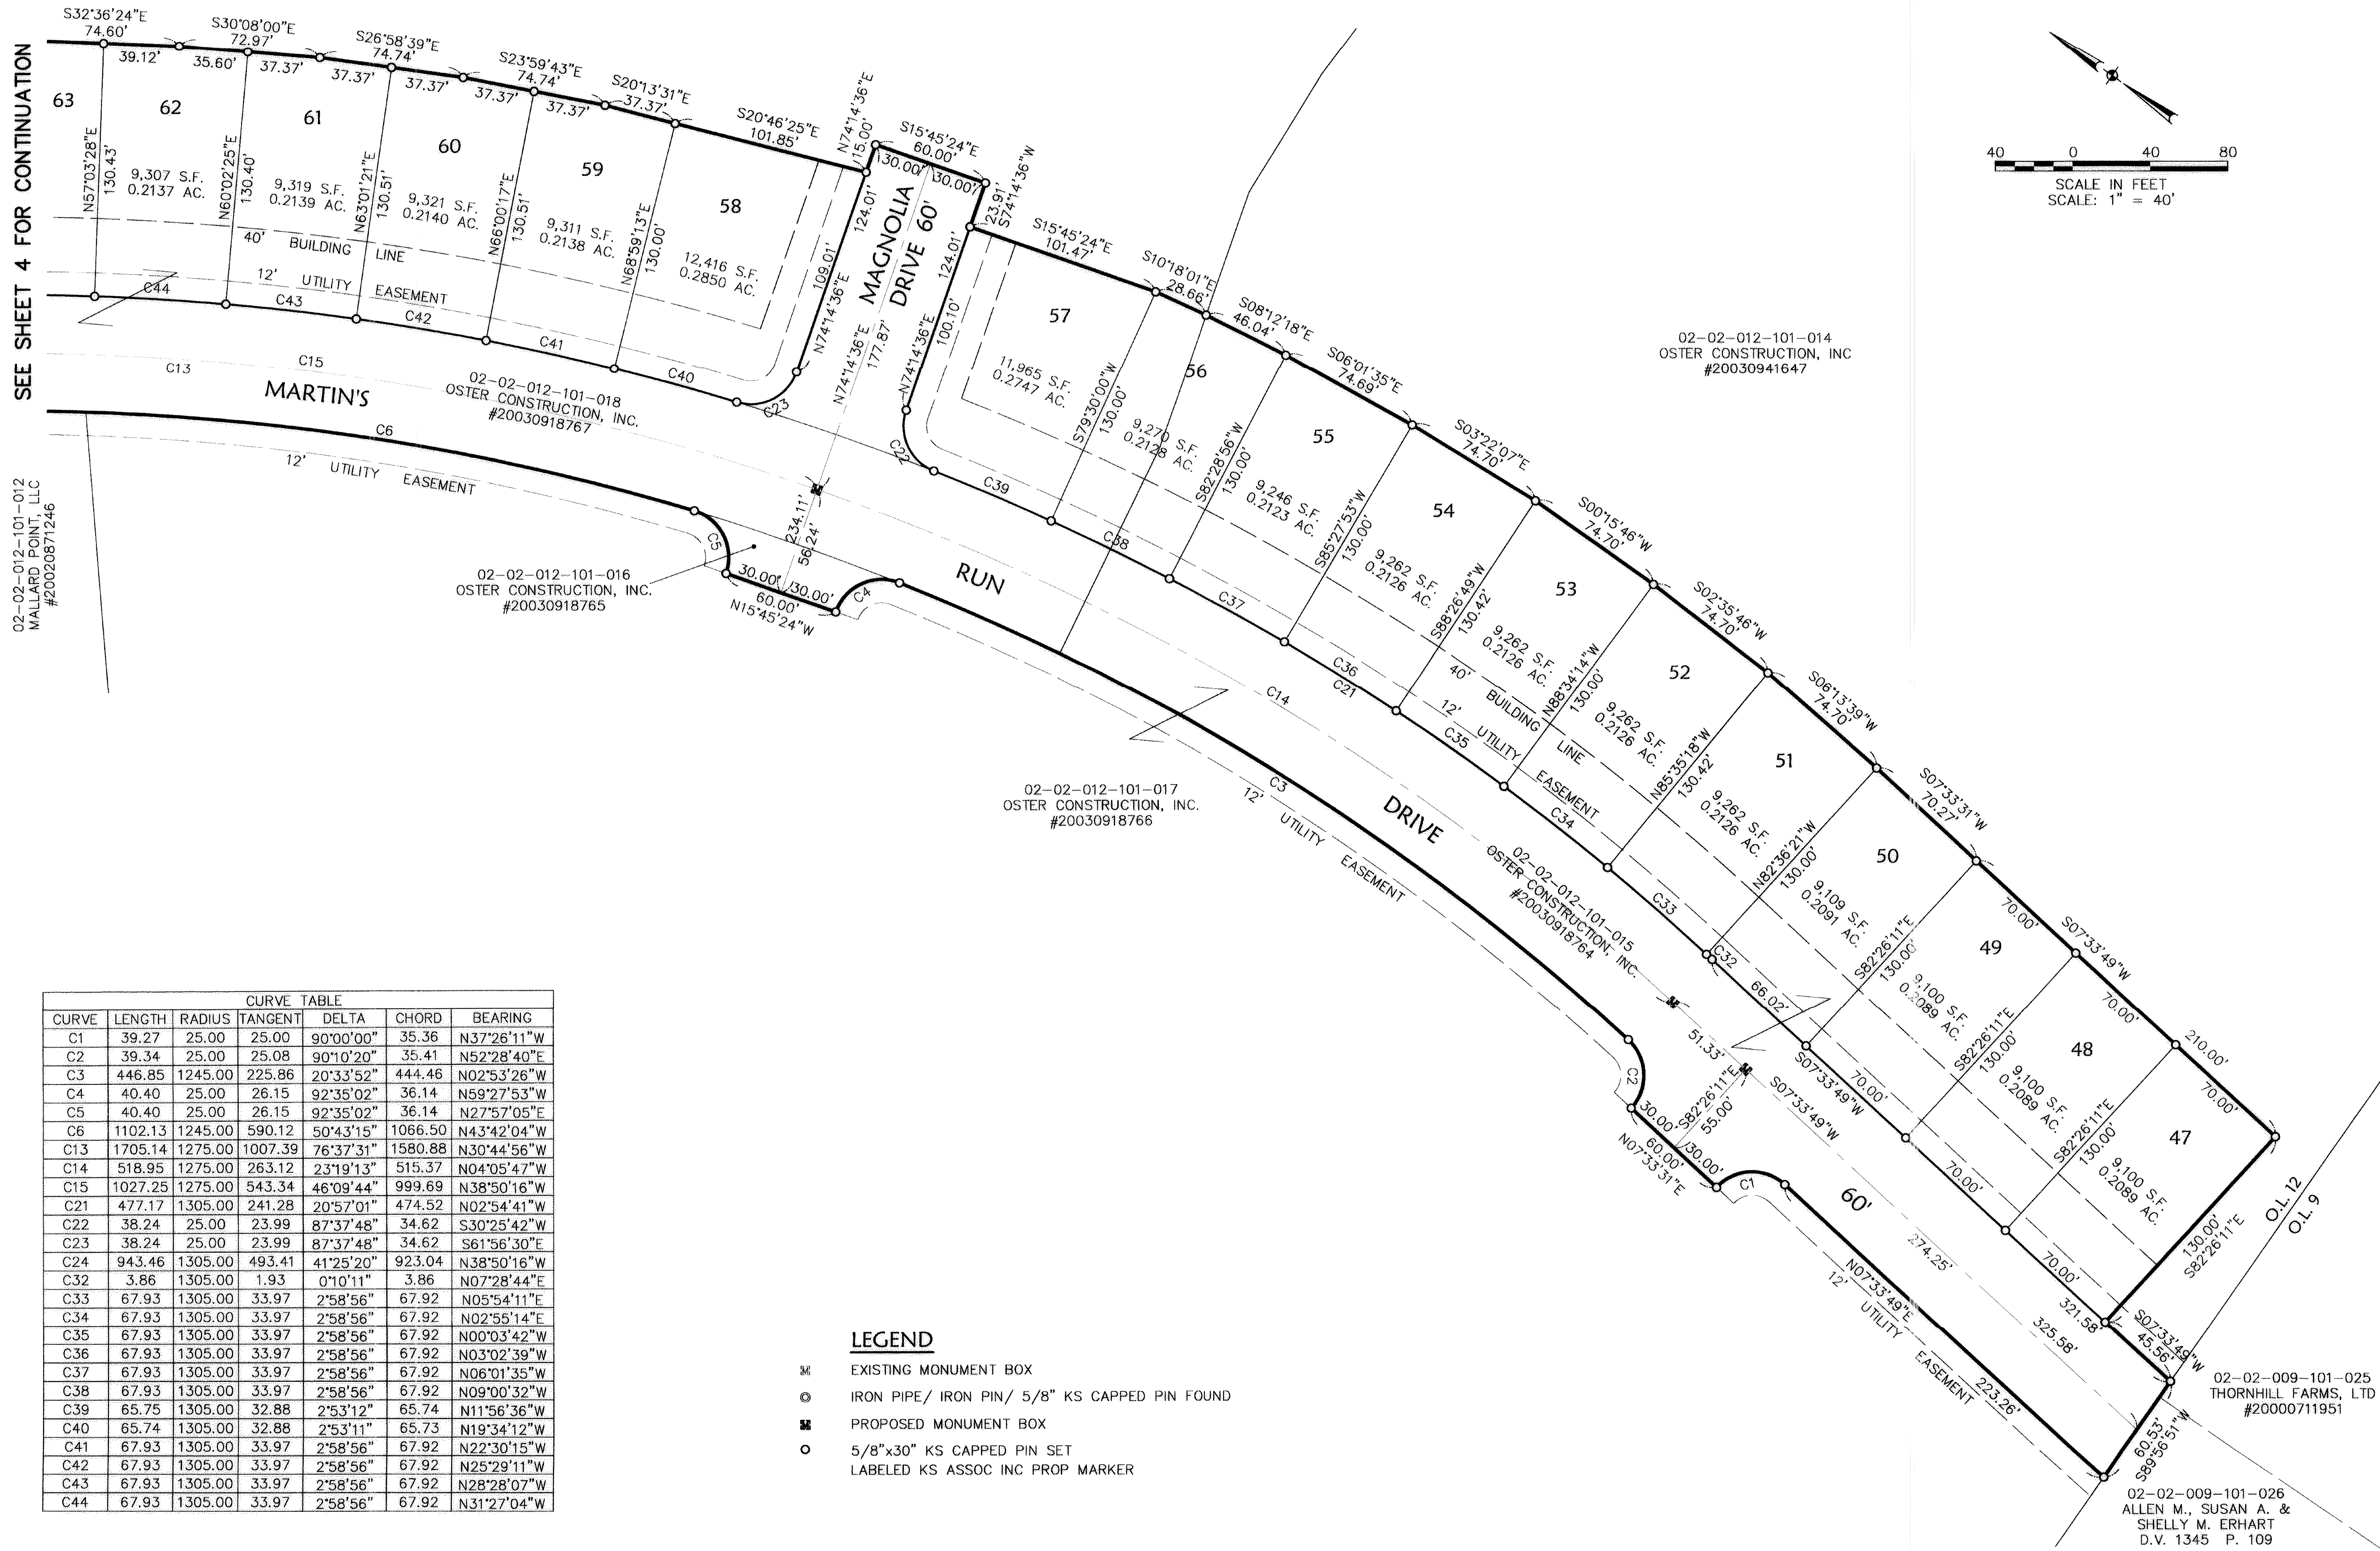 SEE SHEET 4 FOR CONTINUATION
S32°36'24"E
74.60'
39.12'
35.60'
S30°08'00"E
72.97'
37.37'
37.37'
S26°58'39"E
74.74'
37.37'
37.37'
S23°59'43"E
74.74'
37.37'
S20°13'31"E
37.37'
S20°46'25"E
101.85'
N74°14'36"E
15.00'
S15°45'24"E
60.00'
30.00'
30.00'
23.91'
S74°14'36"W
S15°45'24"E
101.47'
S10°18'01"E
28.66'
S08°12'18"E
46.04'
S06°01'35"E
74.69'
S03°22'07"E
74.70'
S00°15'46"W
74.70'
S02°35'46"W
74.70'
S06°13'39"W
74.70'
S07°33'31"W
70.27'
70.00'
S07°33'49"W
70.00'
210.00'
70.00'
63
N57°03'28"E
130.43'
62
9,307 S.F.
0.2137 AC.
N60°02'25"E
130.40'
61
9,319 S.F.
0.2139 AC.
N63°01'21"E
130.51'
60
9,321 S.F.
0.2140 AC.
N66°00'17"E
130.51'
59
9,311 S.F.
0.2138 AC.
N68°59'13"E
130.00'
58
12,416 S.F.
0.2850 AC.
40' BUILDING LINE
12' UTILITY EASEMENT
124.01'
109.01'
N74°14'36"E
MAGNOLIA
DRIVE 60'
N74°14'36"E
177.87'
124.01'
100.10'
N74°14'36"E
C44
C43
C42
C41
C40
C23
C22
C39
C38
C37
C36
C21
C35
C34
C33
C32
C13
C15
C6
MARTIN'S
RUN
DRIVE
60'
02-02-012-101-018
OSTER CONSTRUCTION, INC.
#20030918767
12' UTILITY EASEMENT
02-02-012-101-012
MALLARD POINT, LLC
#20020871246
02-02-012-101-016
OSTER CONSTRUCTION, INC.
#20030918765
234.11'
56.24'
C5
30.00'
30.00'
60.00'
N15°45'24"W
C4
57
11,965 S.F.
0.2747 AC.
S79°30'00"W
130.00'
56
9,270 S.F.
0.2128 AC.
S82°28'56"W
130.00'
55
9,246 S.F.
0.2123 AC.
S85°27'53"W
130.00'
54
9,262 S.F.
0.2126 AC.
S88°26'49"W
130.42'
53
9,262 S.F.
0.2126 AC.
N88°34'14"W
130.00'
52
9,262 S.F.
0.2126 AC.
N85°35'18"W
130.42'
51
9,262 S.F.
0.2126 AC.
N82°36'21"W
130.00'
50
9,109 S.F.
0.2091 AC.
S82°26'11"E
130.00'
49
9,100 S.F.
0.2089 AC.
S82°26'11"E
130.00'
48
9,100 S.F.
0.2089 AC.
S82°26'11"E
130.00'
47
9,100 S.F.
0.2089 AC.
130.00'
S82°26'11"E
40' BUILDING LINE
12' UTILITY EASEMENT
C14
C3
12' UTILITY EASEMENT
02-02-012-101-017
OSTER CONSTRUCTION, INC.
#20030918766
02-02-012-101-015
OSTER CONSTRUCTION, INC.
#20030918764
66.02'
51.33'
S82°26'11"E
55.00'
S07°33'49"W
70.00'
S07°33'49"W
C2
30.00'
30.00'
60.00'
N07°33'31"E
C1
70.00'
70.00'
321.58'
274.25'
325.58'
N07°33'49"E
223.26'
12' UTILITY EASEMENT
S07°33'49"W
45.56'
60.53'
S89°56'51"W
O.L. 12
O.L. 9
02-02-009-101-025
THORNHILL FARMS, LTD
#20000711951
02-02-009-101-026
ALLEN M., SUSAN A. &
SHELLY M. ERHART
D.V. 1345 P. 109
02-02-012-101-014
OSTER CONSTRUCTION, INC
#20030941647
40 0 40 80
SCALE IN FEET
SCALE: 1" = 40'
CURVE TABLE
CURVE LENGTH RADIUS TANGENT DELTA CHORD BEARING
C1 39.27 25.00 25.00 90°00'00" 35.36 N37°26'11"W
C2 39.34 25.00 25.08 90°10'20" 35.41 N52°28'40"E
C3 446.85 1245.00 225.86 20°33'52" 444.46 N02°53'26"W
C4 40.40 25.00 26.15 92°35'02" 36.14 N59°27'53"W
C5 40.40 25.00 26.15 92°35'02" 36.14 N27°57'05"E
C6 1102.13 1245.00 590.12 50°43'15" 1066.50 N43°42'04"W
C13 1705.14 1275.00 1007.39 76°37'31" 1580.88 N30°44'56"W
C14 518.95 1275.00 263.12 23°19'13" 515.37 N04°05'47"W
C15 1027.25 1275.00 543.34 46°09'44" 999.69 N38°50'16"W
C21 477.17 1305.00 241.28 20°57'01" 474.52 N02°54'41"W
C22 38.24 25.00 23.99 87°37'48" 34.62 S30°25'42"W
C23 38.24 25.00 23.99 87°37'48" 34.62 S61°56'30"E
C24 943.46 1305.00 493.41 41°25'20" 923.04 N38°50'16"W
C32 3.86 1305.00 1.93 0°10'11" 3.86 N07°28'44"E
C33 67.93 1305.00 33.97 2°58'56" 67.92 N05°54'11"E
C34 67.93 1305.00 33.97 2°58'56" 67.92 N02°55'14"E
C35 67.93 1305.00 33.97 2°58'56" 67.92 N00°03'42"W
C36 67.93 1305.00 33.97 2°58'56" 67.92 N03°02'39"W
C37 67.93 1305.00 33.97 2°58'56" 67.92 N06°01'35"W
C38 67.93 1305.00 33.97 2°58'56" 67.92 N09°00'32"W
C39 65.75 1305.00 32.88 2°53'12" 65.74 N11°56'36"W
C40 65.74 1305.00 32.88 2°53'11" 65.73 N19°34'12"W
C41 67.93 1305.00 33.97 2°58'56" 67.92 N22°30'15"W
C42 67.93 1305.00 33.97 2°58'56" 67.92 N25°29'11"W
C43 67.93 1305.00 33.97 2°58'56" 67.92 N28°28'07"W
C44 67.93 1305.00 33.97 2°58'56" 67.92 N31°27'04"W
LEGEND
EXISTING MONUMENT BOX
IRON PIPE/ IRON PIN/ 5/8" KS CAPPED PIN FOUND
PROPOSED MONUMENT BOX
5/8"x30" KS CAPPED PIN SET
LABELED KS ASSOC INC PROP MARKER